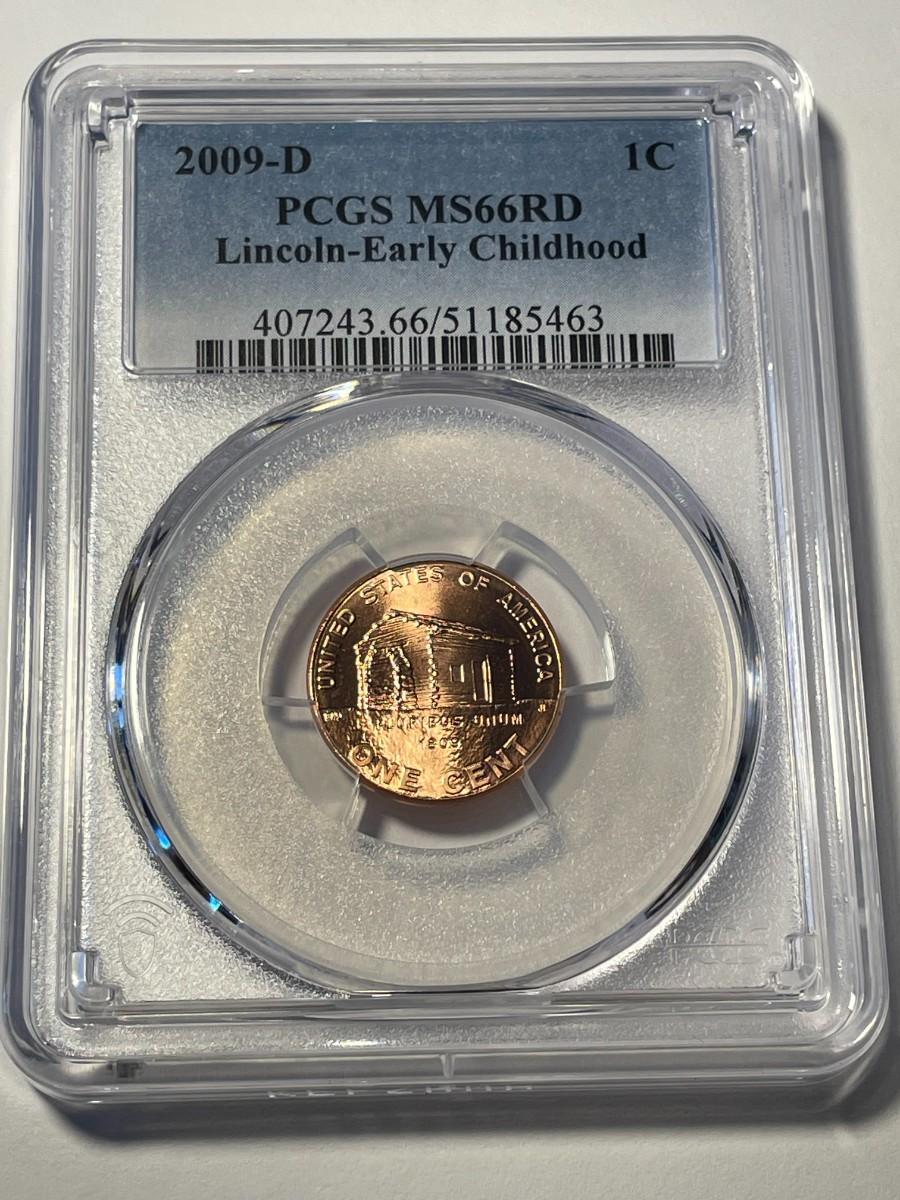 2009-D 1C
PCGS MS66RD
Lincoln-Early Childhood
407243.66/51185463
UNITED STATES OF AMERICA
E PLURIBUS UNUM
1809
ONE CENT